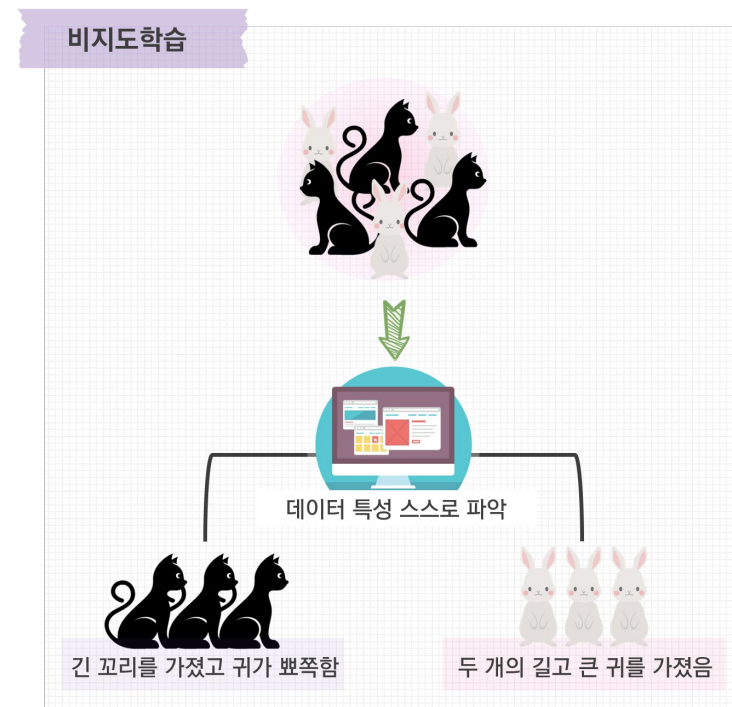 비지도학습
데이터 특성 스스로 파악
긴 꼬리를 가졌고 귀가 뾰쪽함
두 개의 길고 큰 귀를 가졌음